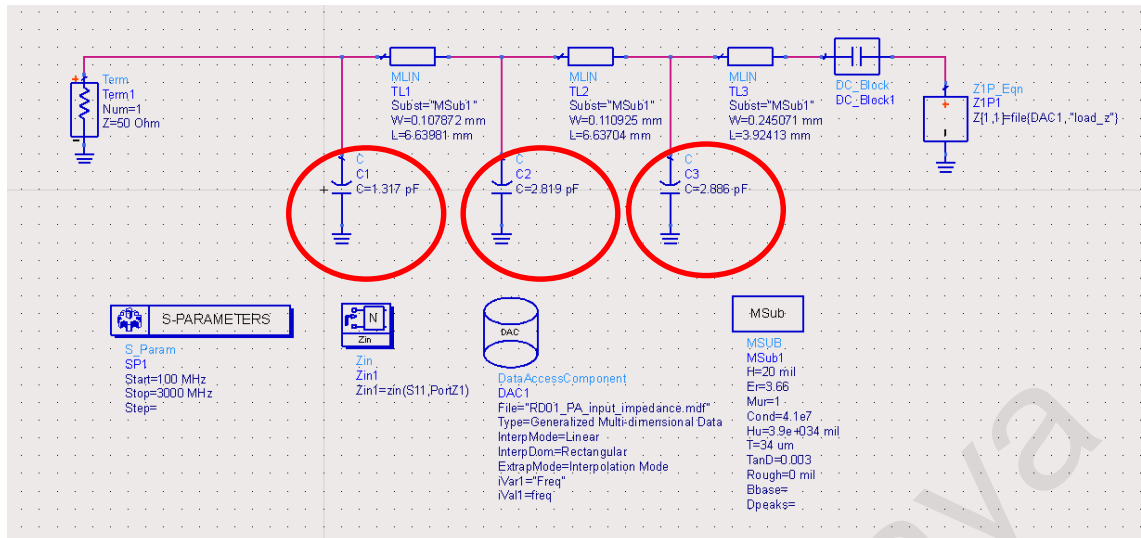 Term
Term1
Num=1
Z=50 Ohm
MLIN
TL1
Subst="MSub1"
W=0.107872 mm
L=6.63981 mm
MLIN
TL2
Subst="MSub1"
W=0.110925 mm
L=6.63704 mm
MLIN
TL3
Subst="MSub1"
W=0.245071 mm
L=3.92413 mm
DC_Block
DC_Block1
Z1P_Eqn
Z1P1
Z[1,1]=file{DAC1, "load_z"}
C
C1
C=1.317 pF
C
C2
C=2.819 pF
C
C3
C=2.886 pF
S-PARAMETERS
S_Param
SP1
Start=100 MHz
Stop=3000 MHz
Step=
N
Zin
Zin
Zin1
Zin1=zin(S11,PortZ1)
DAC
DataAccessComponent
DAC1
File="RD01_PA_input_impedance.mdf"
Type=Generalized Multi-dimensional Data
InterpMode=Linear
InterpDom=Rectangular
ExtrapMode=Interpolation Mode
iVar1="Freq"
iVal1=freq
MSub
MSUB
MSub1
H=20 mil
Er=3.66
Mur=1
Cond=4.1e7
Hu=3.9e+034 mil
T=34 um
TanD=0.003
Rough=0 mil
Bbase=
Dpeaks=
ya